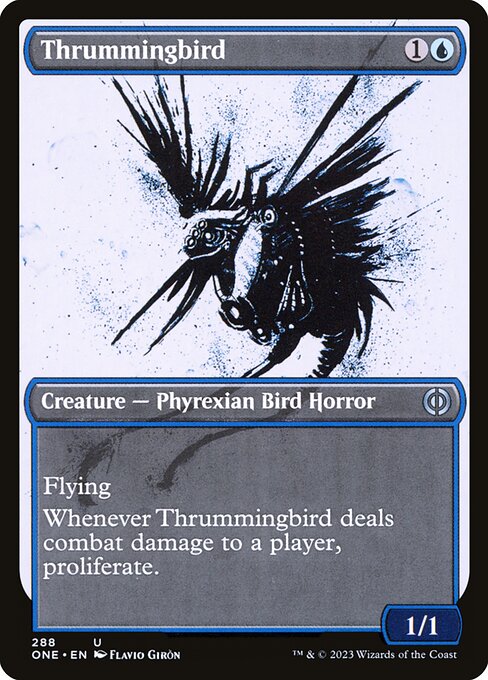 Thrummingbird 1
Creature — Phyrexian Bird Horror
Flying
Whenever Thrummingbird deals
combat damage to a player,
proliferate.
1/1
288 U
ONE • EN Flavio Girón
™ & © 2023 Wizards of the Coast